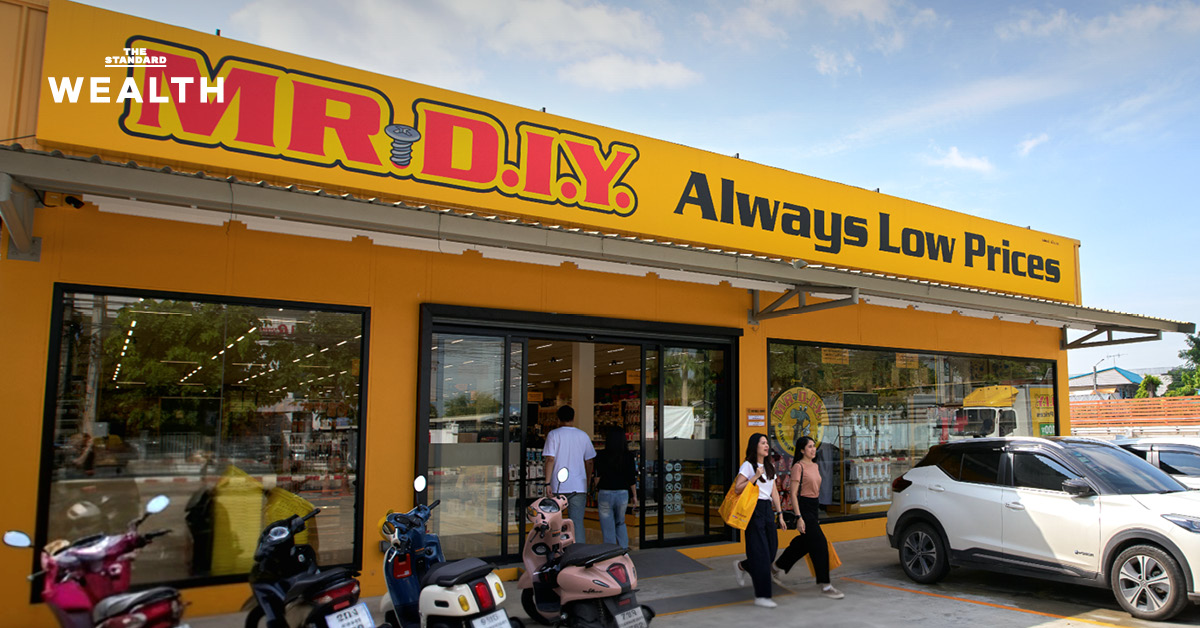 THE
STANDARD
WEALTH
MR D.I.Y.
Always Low Prices